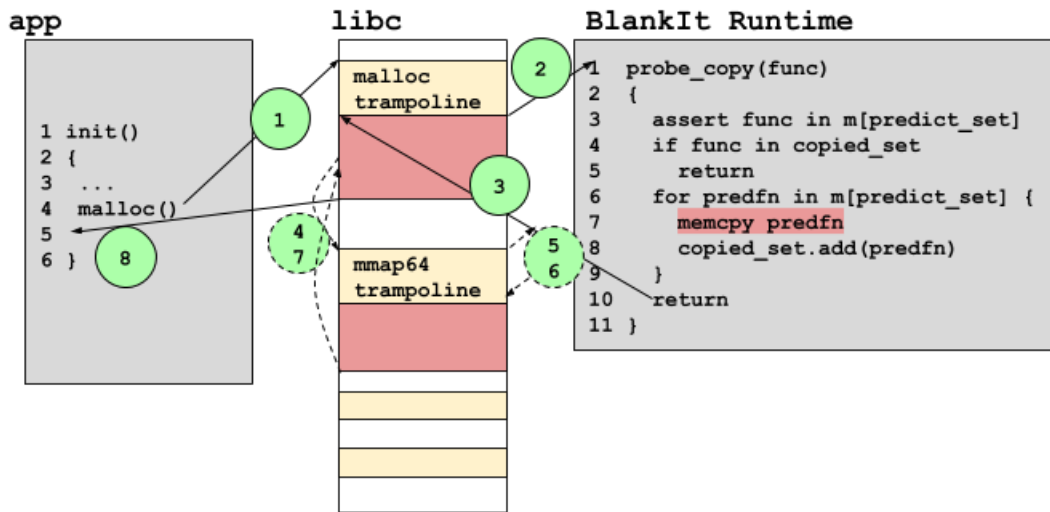 app
libc
BlankIt Runtime
1 init()
2 {
3 ...
4 malloc()
5
6 }
malloc
trampoline
mmap64
trampoline
1 probe_copy(func)
2 {
3 assert func in m[predict_set]
4 if func in copied_set
5 return
6 for predfn in m[predict_set] {
7 memcpy predfn
8 copied_set.add(predfn)
9 }
10 return
11 }
1
2
3
4
7
5
6
8